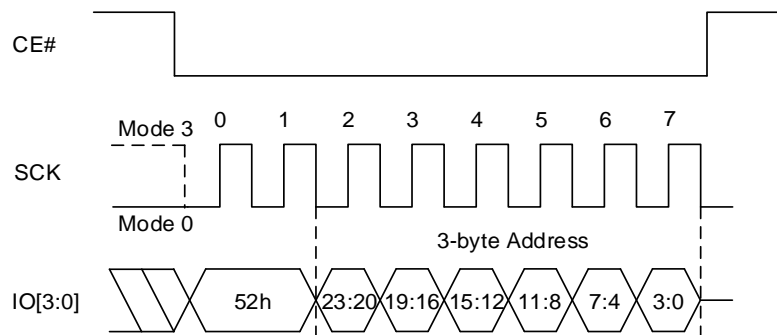 CE#
Mode 3
0 1 2 3 4 5 6 7
SCK
Mode 0
3-byte Address
IO[3:0]
52h 23:20 19:16 15:12 11:8 7:4 3:0